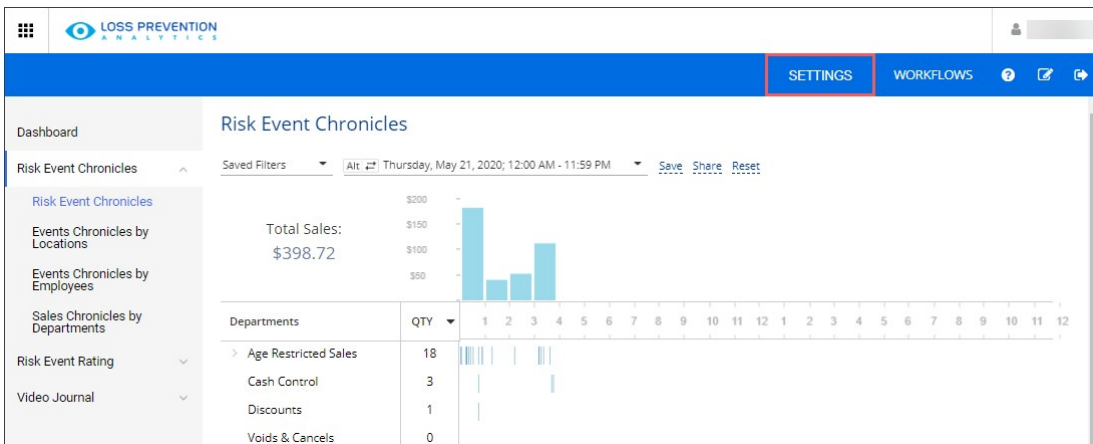 LOSS PREVENTION
ANALYTICS
SETTINGS
WORKFLOWS
Dashboard
Risk Event Chronicles
Risk Event Chronicles
Events Chronicles by
Locations
Events Chronicles by
Employees
Sales Chronicles by
Departments
Risk Event Rating
Video Journal
Risk Event Chronicles
Saved Filters
Alt Thursday, May 21, 2020; 12:00 AM - 11:59 PM
Save Share Reset
Total Sales:
$398.72
$200
$150
$100
$50
Departments QTY 1 2 3 4 5 6 7 8 9 10 11 12 1 2 3 4 5 6 7 8 9 10 11 12
Age Restricted Sales 18
Cash Control 3
Discounts 1
Voids & Cancels 0